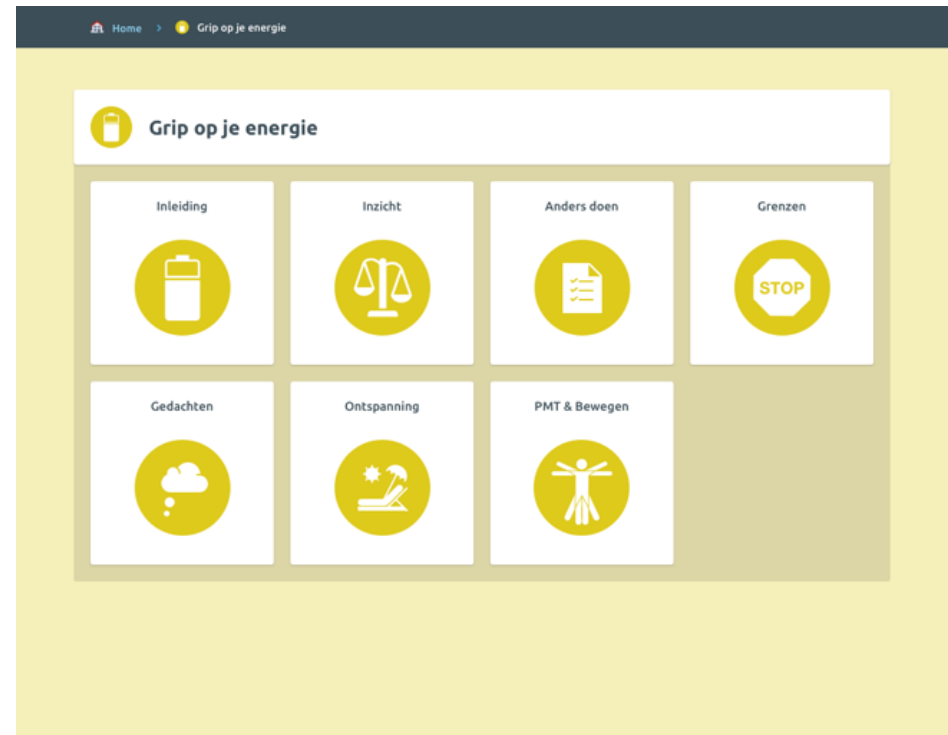 Home > Grip op je energie
Grip op je energie
Inleiding
Inzicht
Anders doen
Grenzen
STOP
Gedachten
Ontspanning
PMT & Bewegen